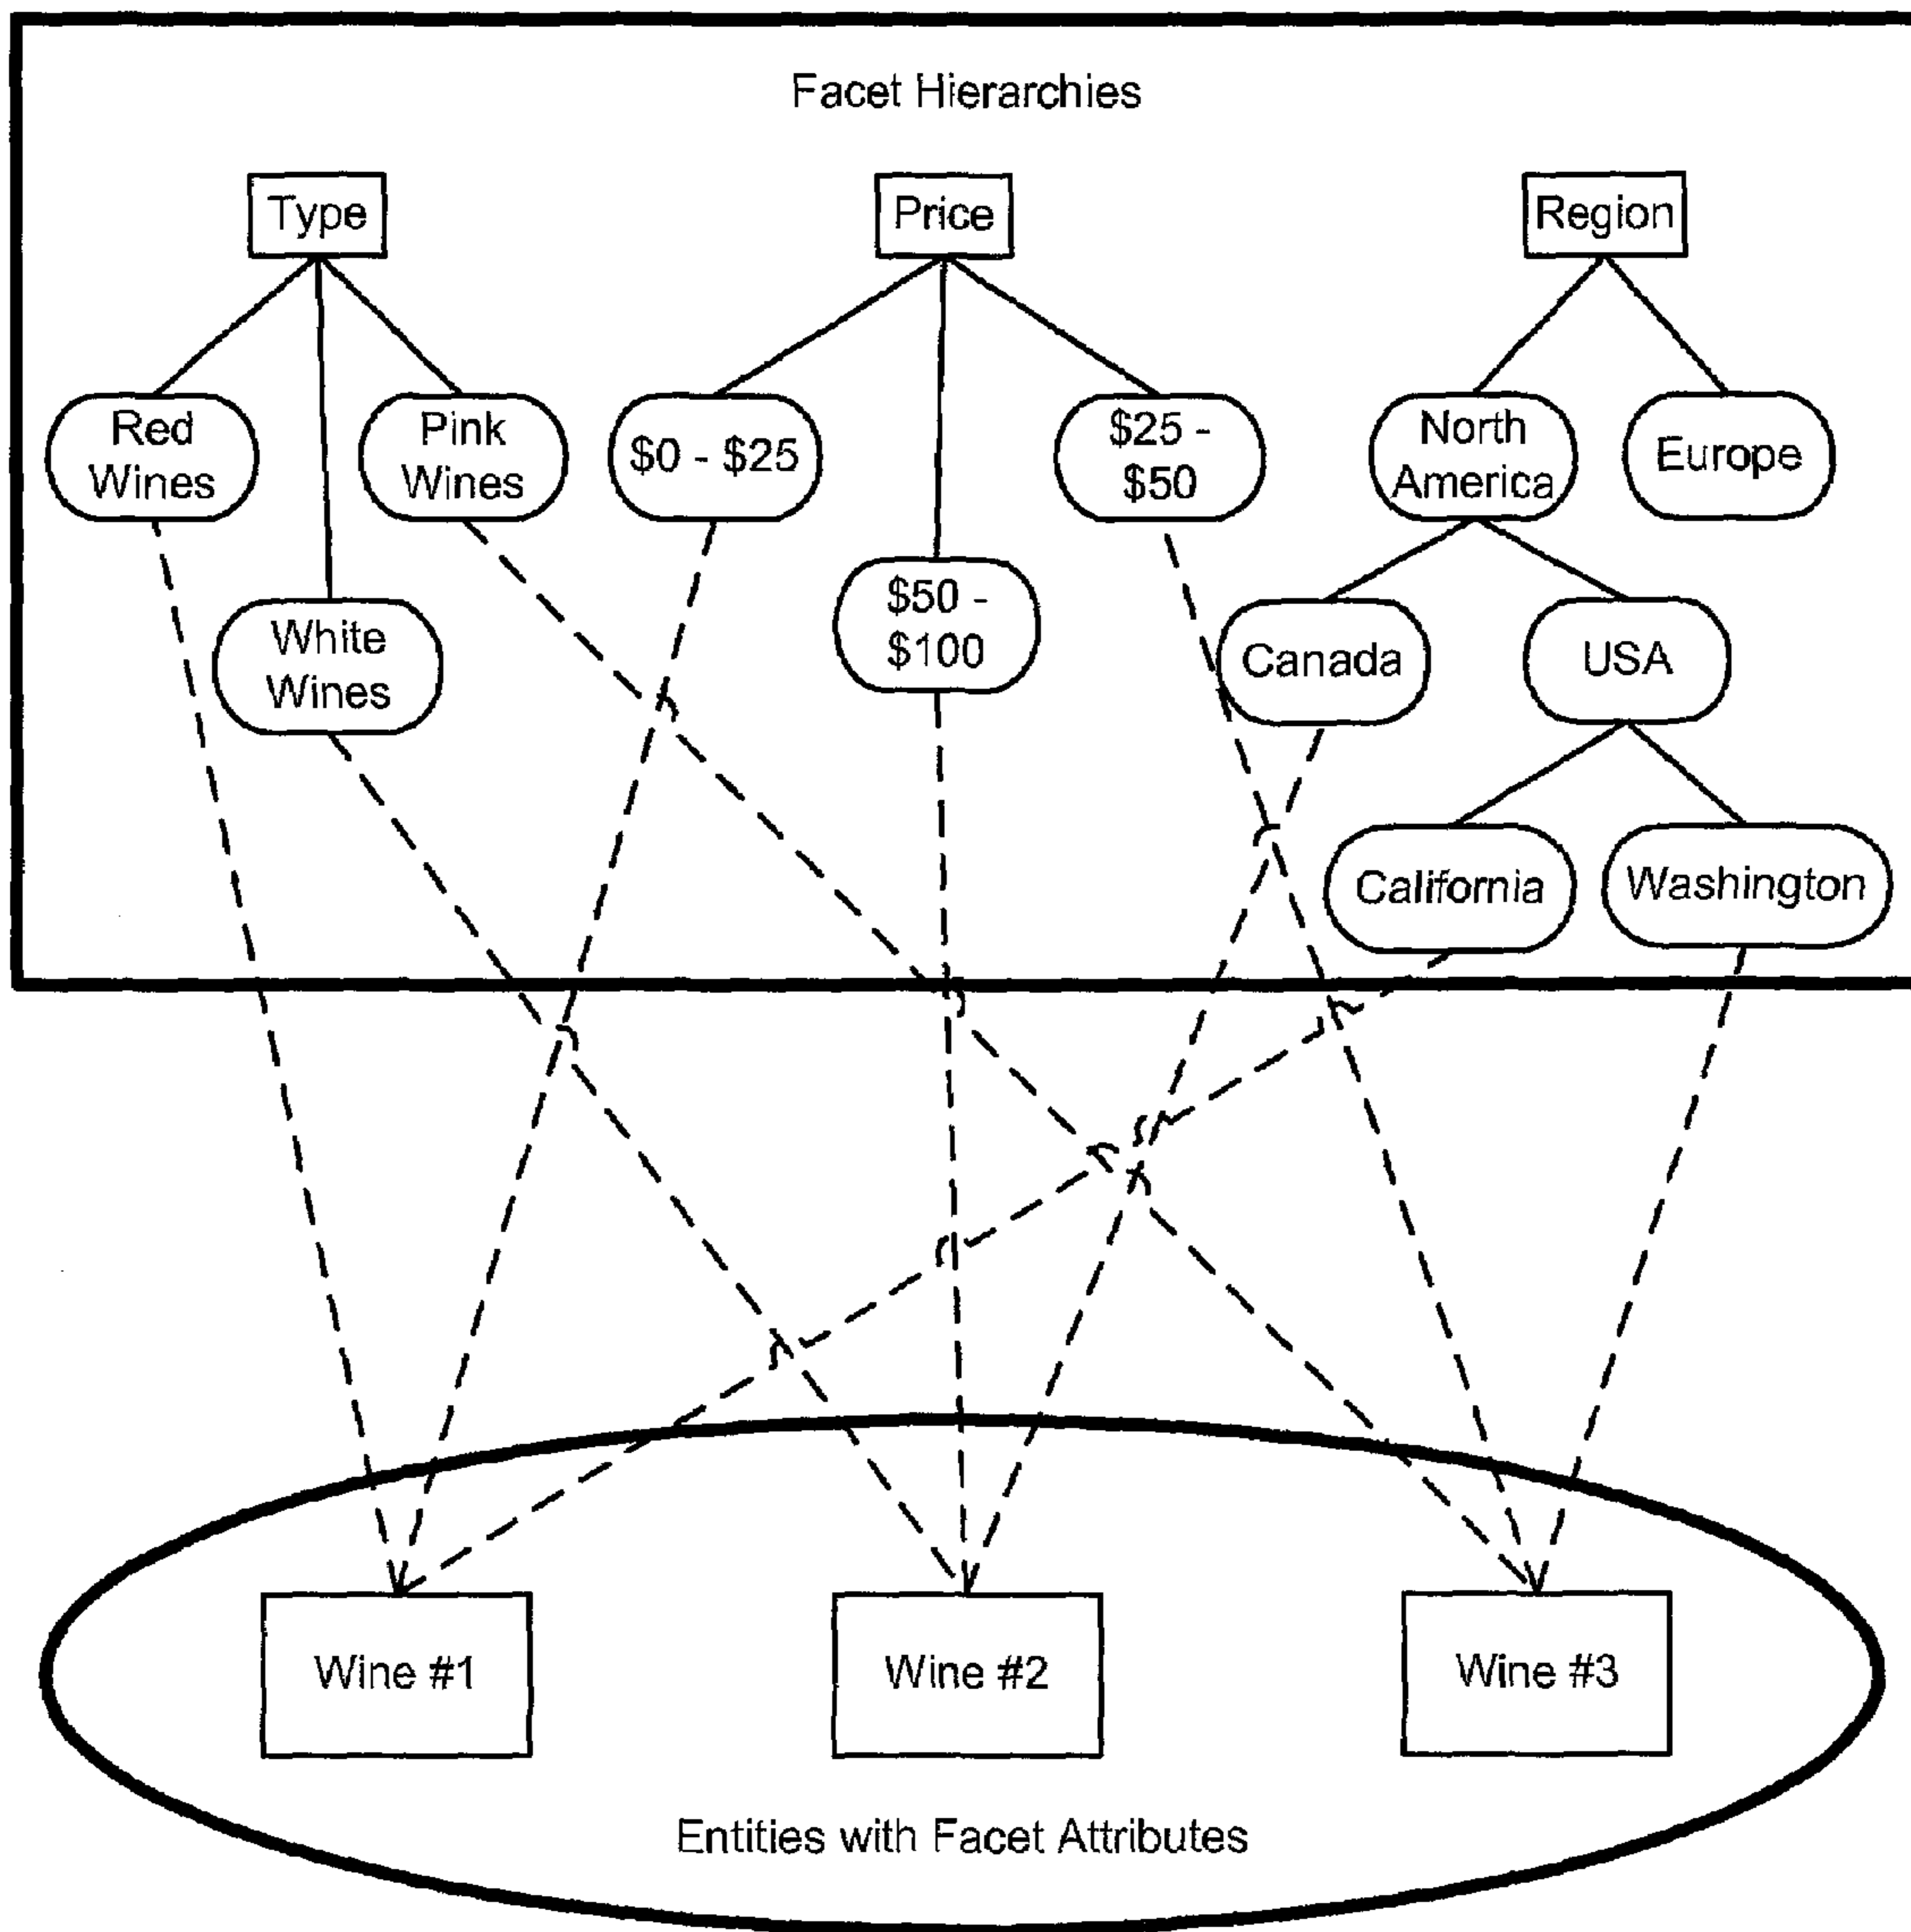 Facet Hierarchies
Type
Price
Region
Red
Wines
Pink
Wines
$0 - $25
$25 -
$50
North
America
Europe
White
Wines
$50 -
$100
Canada
USA
California
Washington
Wine #1
Wine #2
Wine #3
Entities with Facet Attributes